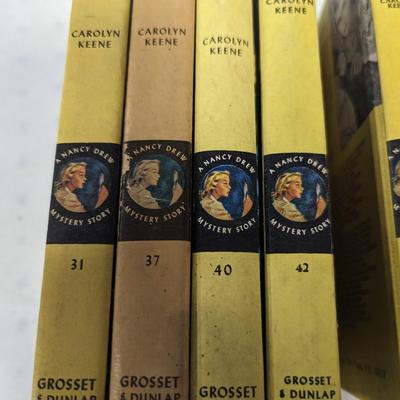 CAROLYN
KEENE
A NANCY DREW
MYSTERY STORY
31
GROSSET
& DUNLAP
CAROLYN
KEENE
A NANCY DREW
MYSTERY STORY
37
GROSSET
& DUNLAP
CAROLYN
KEENE
A NANCY DREW
MYSTERY STORY
40
GROSSET
& DUNLAP
CAROLYN
KEENE
A NANCY DREW
MYSTERY STORY
42
GROSSET
& DUNLAP